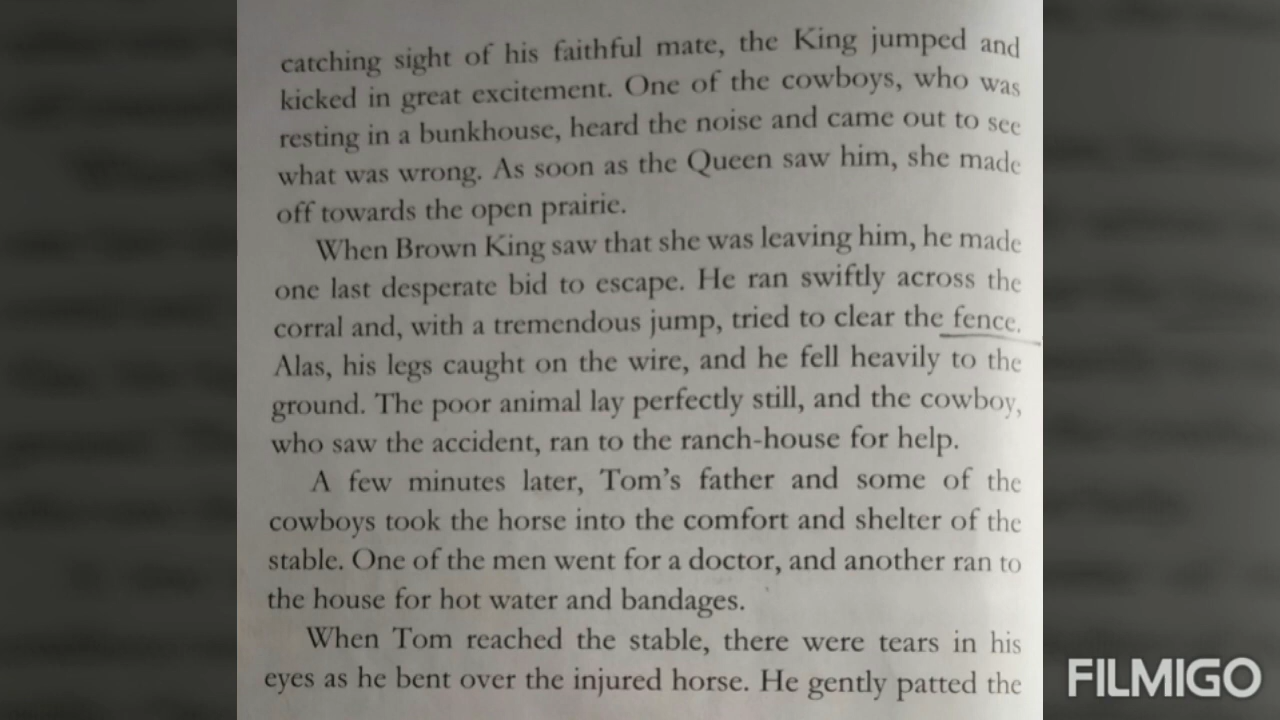 catching sight of his faithful mate, the King jumped and
kicked in great excitement. One of the cowboys, who was
resting in a bunkhouse, heard the noise and came out to see
what was wrong. As soon as the Queen saw him, she made
off towards the open prairie.
When Brown King saw that she was leaving him, he made
one last desperate bid to escape. He ran swiftly across the
corral and, with a tremendous jump, tried to clear the fence.
Alas, his legs caught on the wire, and he fell heavily to the
ground. The poor animal lay perfectly still, and the cowboy,
who saw the accident, ran to the ranch-house for help.
A few minutes later, Tom's father and some of the
cowboys took the horse into the comfort and shelter of the
stable. One of the men went for a doctor, and another ran to
the house for hot water and bandages.
When Tom reached the stable, there were tears in his
eyes as he bent over the injured horse. He gently patted the
FILMIGO